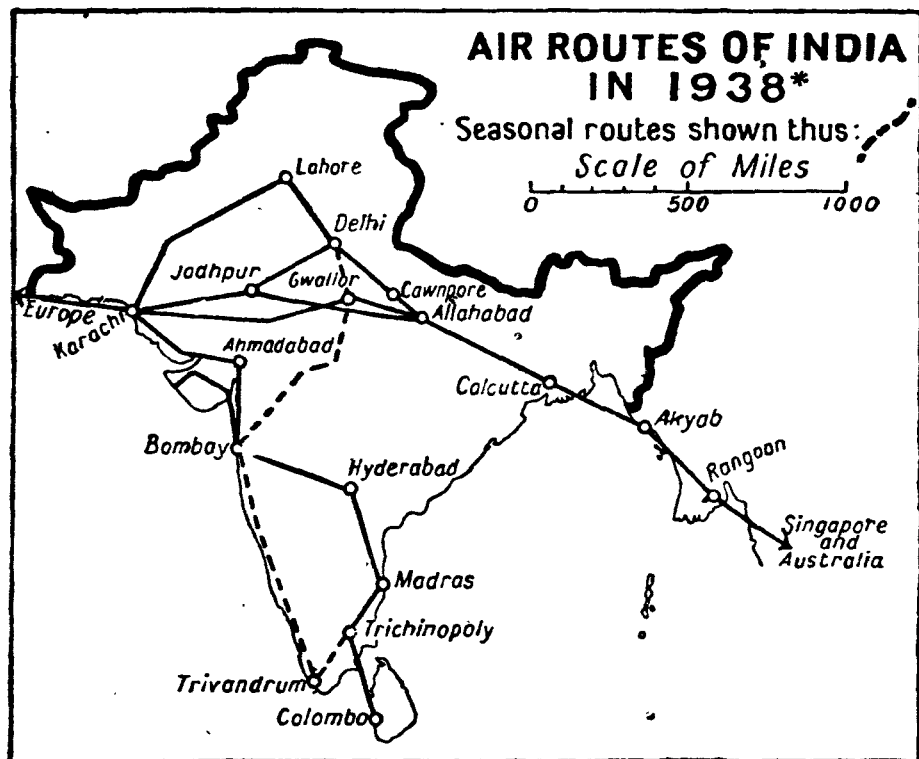 AIR ROUTES OF INDIA
IN 1938*
Seasonal routes shown thus:
Scale of Miles
0 500 1000
Lahore
Delhi
Jodhpur
Gwalior
Cawnpore
Allahabad
Europe
Karachi
Ahmadabad
Calcutta
Akyab
Bombay
Hyderabad
Rangoon
Singapore
and
Australia
Madras
Trichinopoly
Trivandrum
Colombo